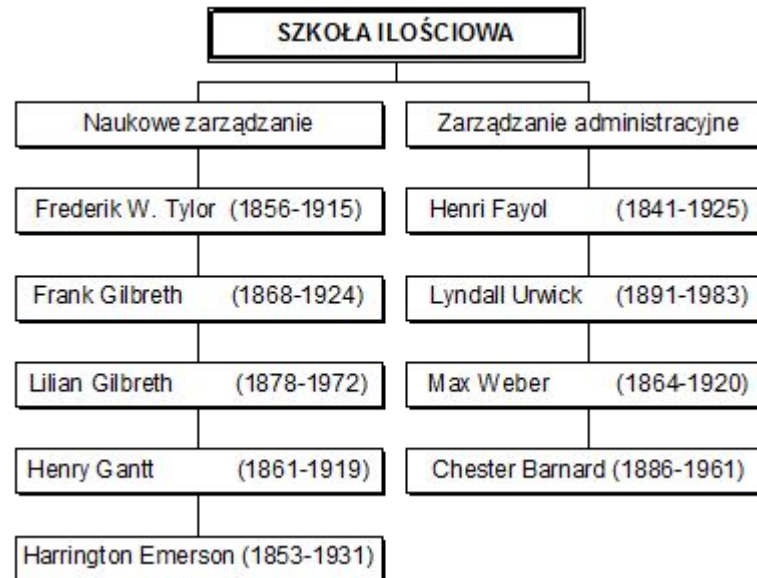 SZKOŁA ILOŚCIOWA
Naukowe zarządzanie
Frederik W. Tylor (1856-1915)
Frank Gilbreth (1868-1924)
Lilian Gilbreth (1878-1972)
Henry Gantt (1861-1919)
Harrington Emerson (1853-1931)
Zarządzanie administracyjne
Henri Fayol (1841-1925)
Lyndall Urwick (1891-1983)
Max Weber (1864-1920)
Chester Barnard (1886-1961)